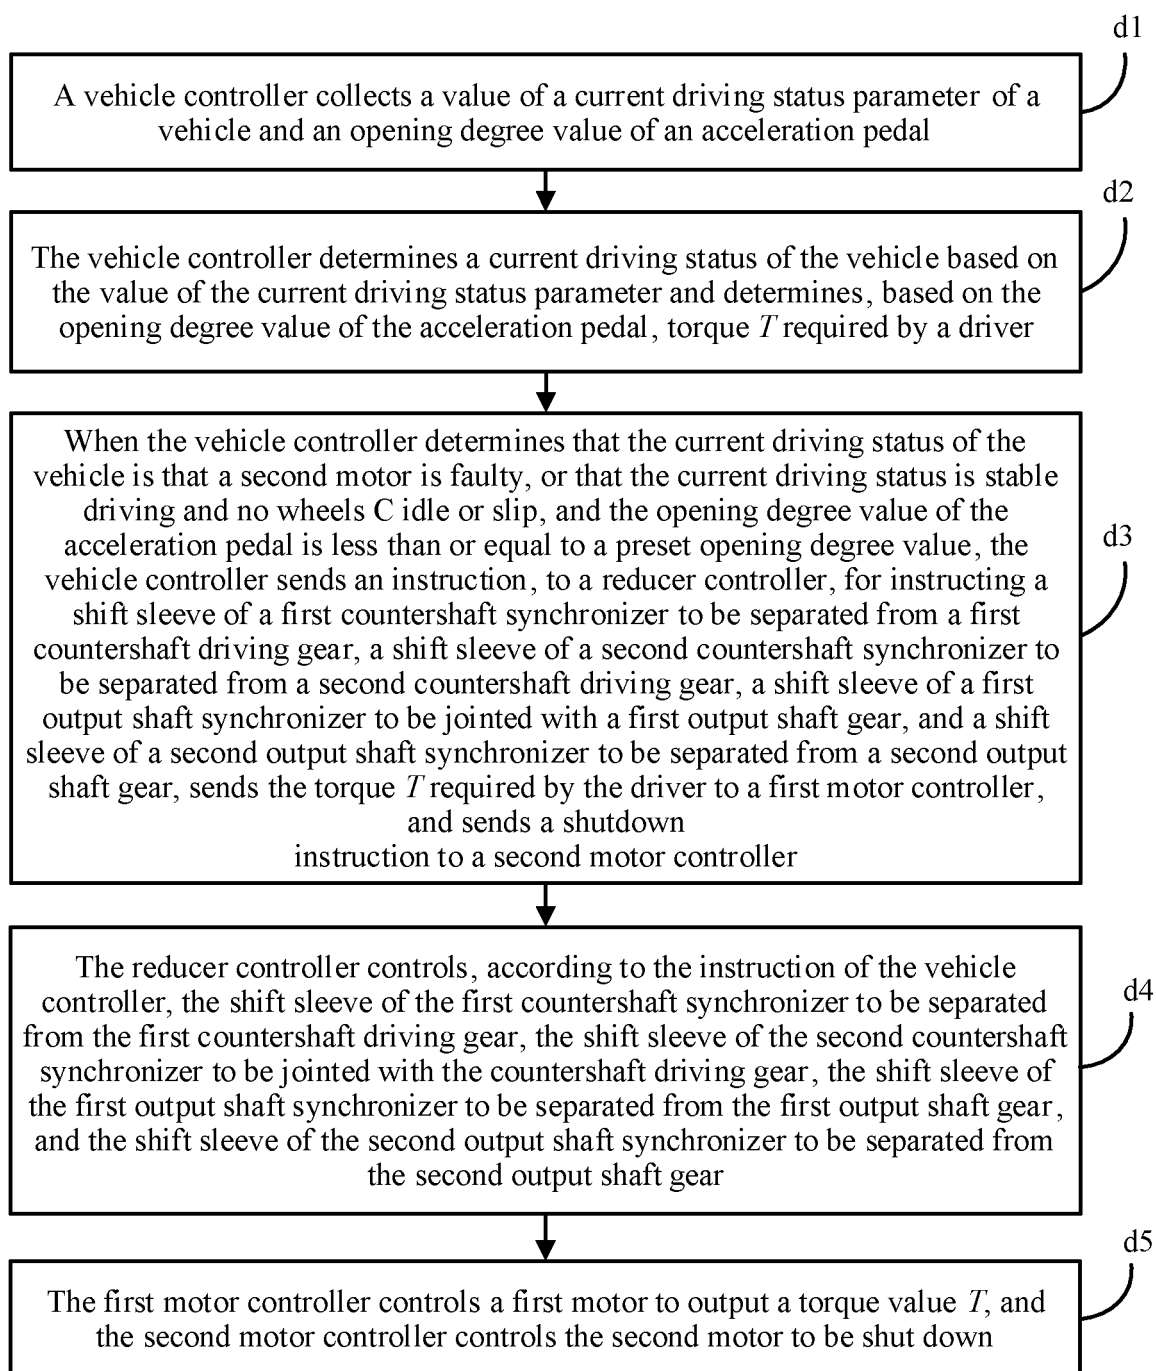 d1
A vehicle controller collects a value of a current driving status parameter of a
vehicle and an opening degree value of an acceleration pedal
d2
The vehicle controller determines a current driving status of the vehicle based on
the value of the current driving status parameter and determines, based on the
opening degree value of the acceleration pedal, torque T required by a driver
d3
When the vehicle controller determines that the current driving status of the
vehicle is that a second motor is faulty, or that the current driving status is stable
driving and no wheels C idle or slip, and the opening degree value of the
acceleration pedal is less than or equal to a preset opening degree value, the
vehicle controller sends an instruction, to a reducer controller, for instructing a
shift sleeve of a first countershaft synchronizer to be separated from a first
countershaft driving gear, a shift sleeve of a second countershaft synchronizer to
be separated from a second countershaft driving gear, a shift sleeve of a first
output shaft synchronizer to be jointed with a first output shaft gear, and a shift
sleeve of a second output shaft synchronizer to be separated from a second output
shaft gear, sends the torque T required by the driver to a first motor controller,
and sends a shutdown
instruction to a second motor controller
d4
The reducer controller controls, according to the instruction of the vehicle
controller, the shift sleeve of the first countershaft synchronizer to be separated
from the first countershaft driving gear, the shift sleeve of the second countershaft
synchronizer to be jointed with the countershaft driving gear, the shift sleeve of
the first output shaft synchronizer to be separated from the first output shaft gear,
and the shift sleeve of the second output shaft synchronizer to be separated from
the second output shaft gear
d5
The first motor controller controls a first motor to output a torque value T, and
the second motor controller controls the second motor to be shut down